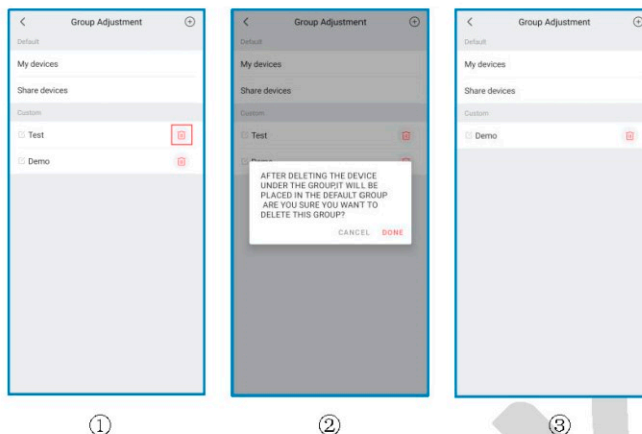 Group Adjustment
Default
My devices
Share devices
Custom
Test
Demo
①
Group Adjustment
Default
My devices
Share devices
Custom
Test
Demo
AFTER DELETING THE DEVICE
UNDER THE GROUP,IT WILL BE
PLACED IN THE DEFAULT GROUP
ARE YOU SURE YOU WANT TO
DELETE THIS GROUP?
CANCEL DONE
②
Group Adjustment
Default
My devices
Share devices
Custom
Demo
③